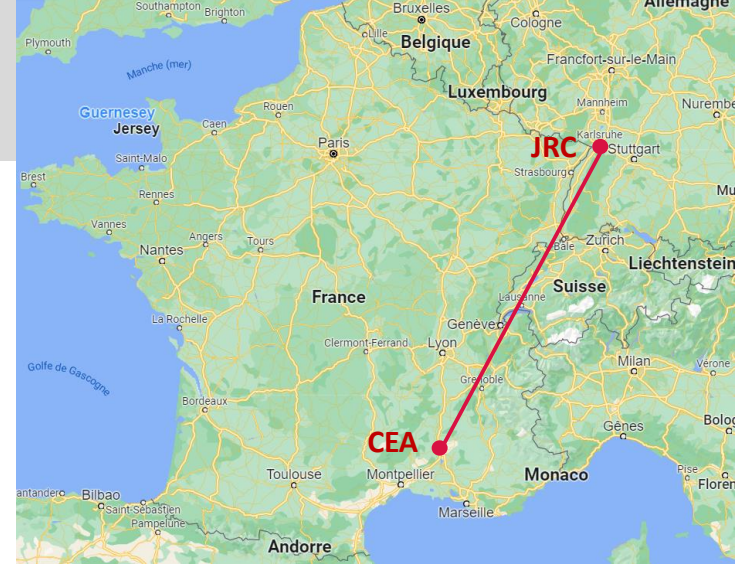 Southampton
Brighton
Bruxelles
Allemagne
Plymouth
Lille
Belgique
Cologne
Manche (mer)
Francfort-sur-le-Main
Luxembourg
Guernesey
Jersey
Rouen
Mannheim
Caen
Paris
Karlsruhe
JRC
Stuttgart
Saint-Malo
Strasbourg
Brest
Rennes
Vannes
Angers
Tours
Nantes
Bâle
Zurich
Liechtenstein
Suisse
France
Lausanne
La Rochelle
Genève
Clermont-Ferrand
Lyon
Milan
Vérone
Golfe de Gascogne
Grenoble
Bordeaux
Gênes
CEA
Toulouse
Montpellier
Monaco
Pise
Bilbao
Saint-Sébastien
Marseille
Pampelune
Andorre